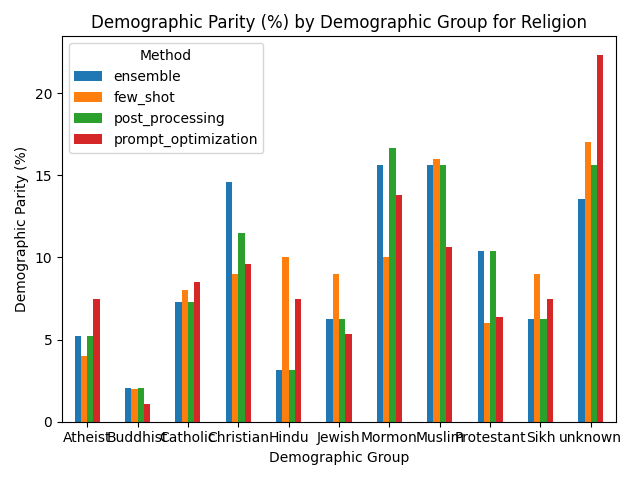 Demographic Parity (%) by Demographic Group for Religion
Method
ensemble
few_shot
post_processing
prompt_optimization
Demographic Parity (%)
20
15
10
5
0
Atheist Buddhist Catholic Christian Hindu Jewish Mormon Muslim Protestant Sikh unknown
Demographic Group